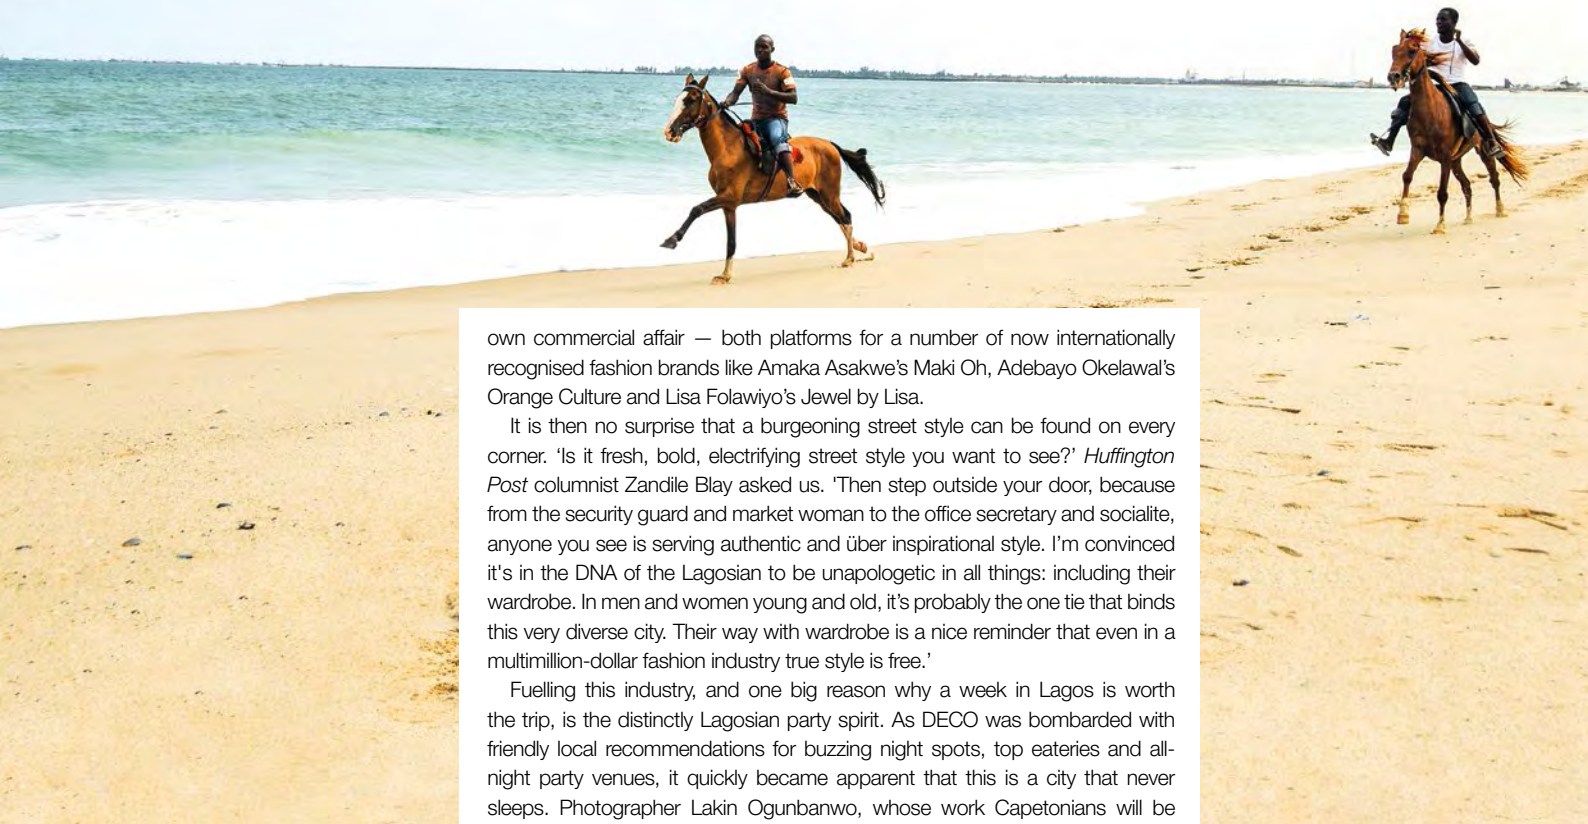 own commercial affair — both platforms for a number of now internationally
recognised fashion brands like Amaka Asakwe’s Maki Oh, Adebayo Okelawal’s
Orange Culture and Lisa Folawiyo’s Jewel by Lisa.
It is then no surprise that a burgeoning street style can be found on every
corner. ‘Is it fresh, bold, electrifying street style you want to see?’ Huffington
Post columnist Zandile Blay asked us. 'Then step outside your door, because
from the security guard and market woman to the office secretary and socialite,
anyone you see is serving authentic and über inspirational style. I’m convinced
it's in the DNA of the Lagosian to be unapologetic in all things: including their
wardrobe. In men and women young and old, it’s probably the one tie that binds
this very diverse city. Their way with wardrobe is a nice reminder that even in a
multimillion-dollar fashion industry true style is free.’
Fuelling this industry, and one big reason why a week in Lagos is worth
the trip, is the distinctly Lagosian party spirit. As DECO was bombarded with
friendly local recommendations for buzzing night spots, top eateries and all-
night party venues, it quickly became apparent that this is a city that never
sleeps. Photographer Lakin Ogunbanwo, whose work Capetonians will be